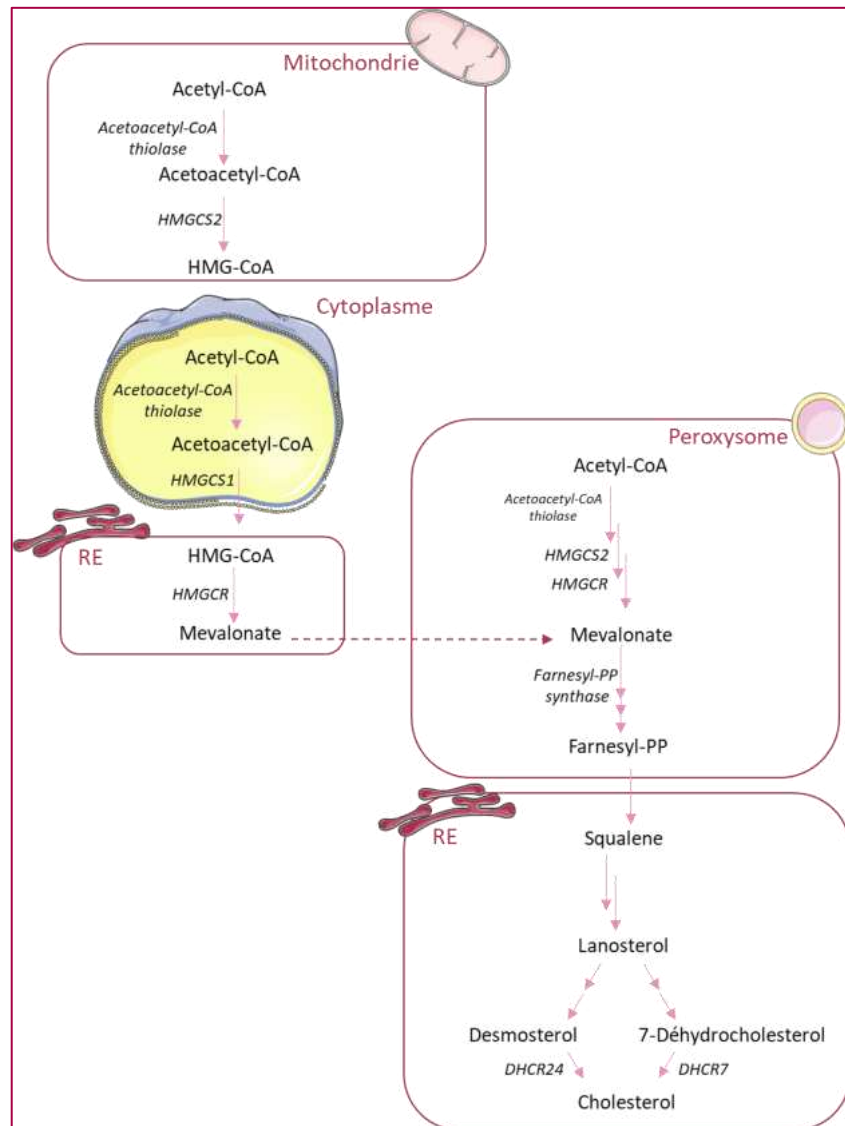 Mitochondrie
Acetyl-CoA
Acetoacetyl-CoA
thiolase
Acetoacetyl-CoA
HMGCS2
HMG-CoA
Cytoplasme
Acetyl-CoA
Acetoacetyl-CoA
thiolase
Acetoacetyl-CoA
HMGCS1
RE
HMG-CoA
HMGCR
Mevalonate
Peroxysome
Acetyl-CoA
Acetoacetyl-CoA
thiolase
HMGCS2
HMGCR
Mevalonate
Farnesyl-PP
synthase
Farnesyl-PP
RE
Squalene
Lanosterol
Desmosterol 7-Déhydrocholesterol
DHCR24 DHCR7
Cholesterol